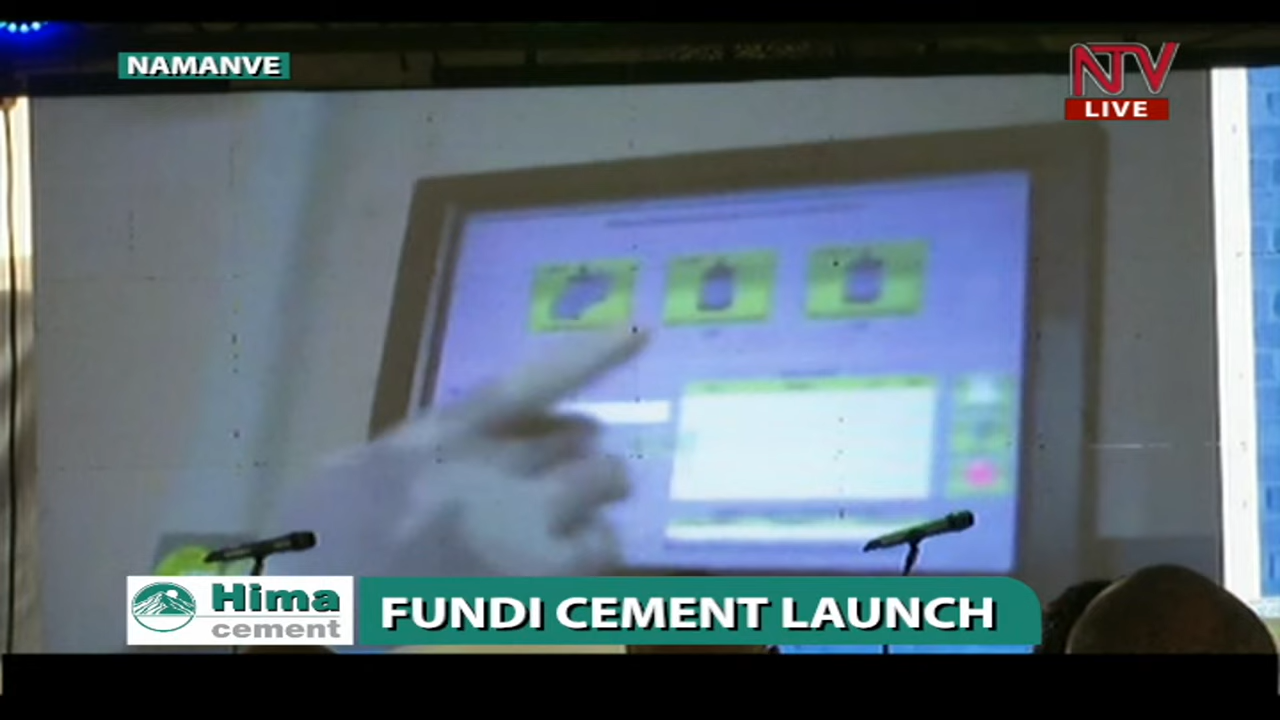 NAMANVE
NTV
LIVE
Hima
cement
FUNDI CEMENT LAUNCH